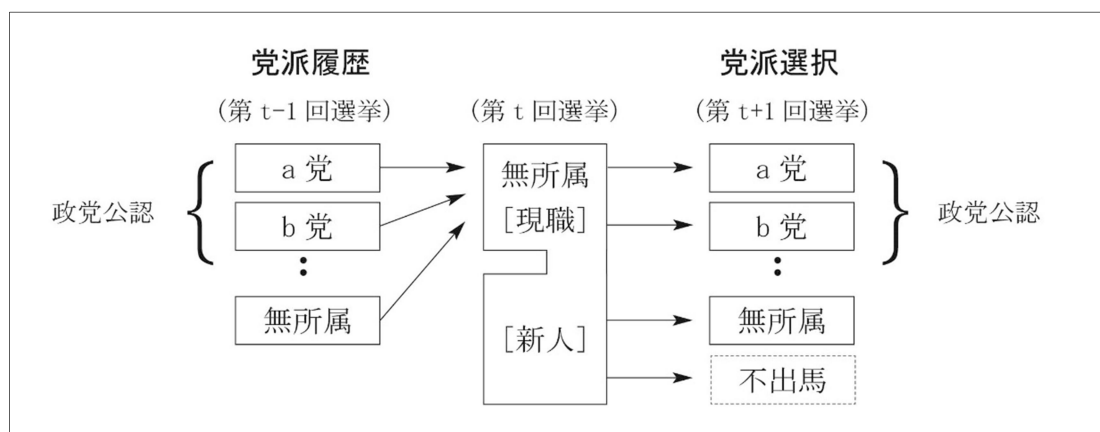 党派履歴
党派選択
(第 t-1 回選挙)
(第 t 回選挙)
(第 t+1 回選挙)
政党公認
a 党
b 党
無所属
無所属
[現職]
[新人]
a 党
b 党
無所属
不出馬
政党公認